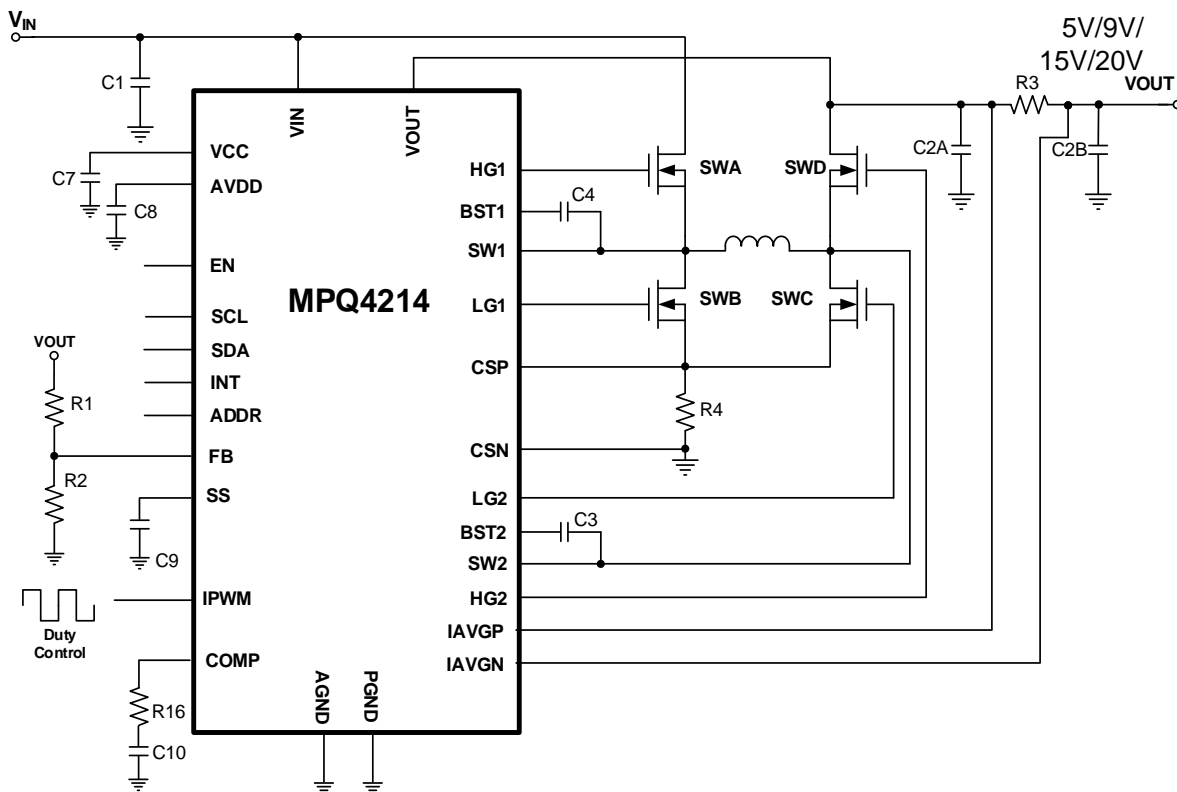 VIN
5V/9V/
15V/20V
VOUT
R3
C1
VIN
VOUT
C2A
C2B
VCC
C7
AVDD
C8
HG1
SWA
SWD
BST1
C4
SW1
EN
MPQ4214
LG1
SWB
SWC
SCL
VOUT
SDA
CSP
INT
R1
ADDR
R4
FB
CSN
R2
SS
LG2
C9
BST2
C3
SW2
IPWM
HG2
Duty
Control
IAVGP
COMP
IAVGN
R16
AGND
PGND
C10